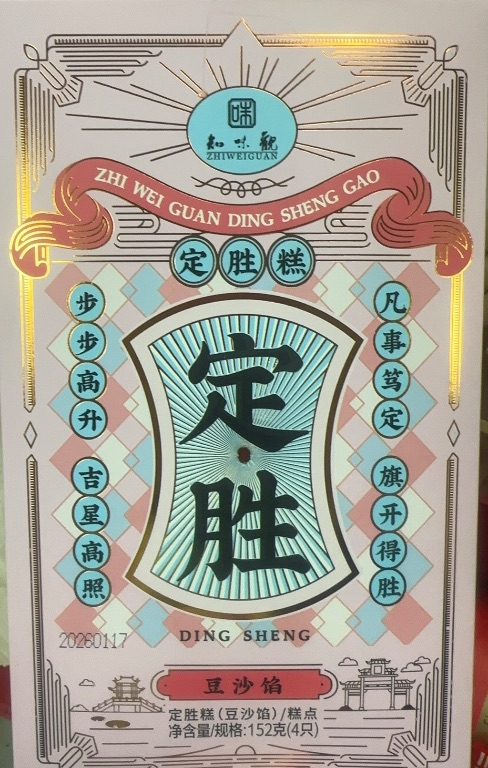 味
知味觀
ZHIWEIGUAN
ZHI WEI GUAN DING SHENG GAO
定胜糕
步步高升
吉星高照
凡事笃定
旗开得胜
定胜
20260117
DING SHENG
豆沙馅
定胜糕(豆沙馅)/糕点
净含量/规格:152克(4只)